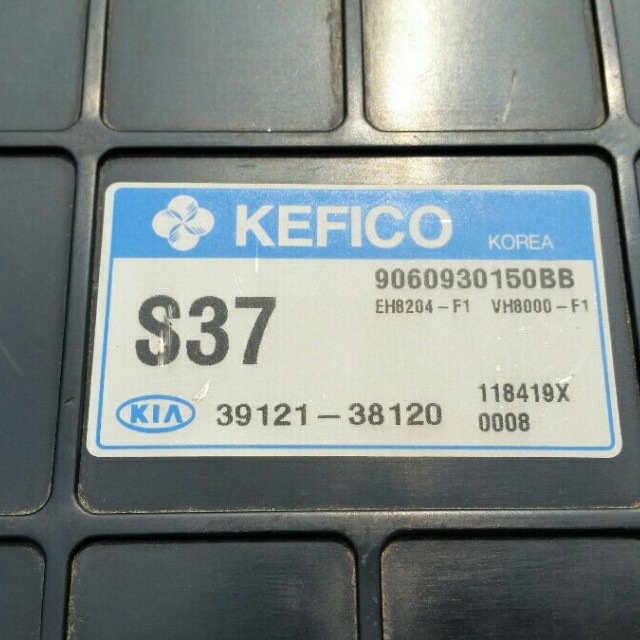 KEFICO KOREA
9060930150BB
EH8204-F1 VH8000-F1
S37
KIA 39121-38120
118419X
0008